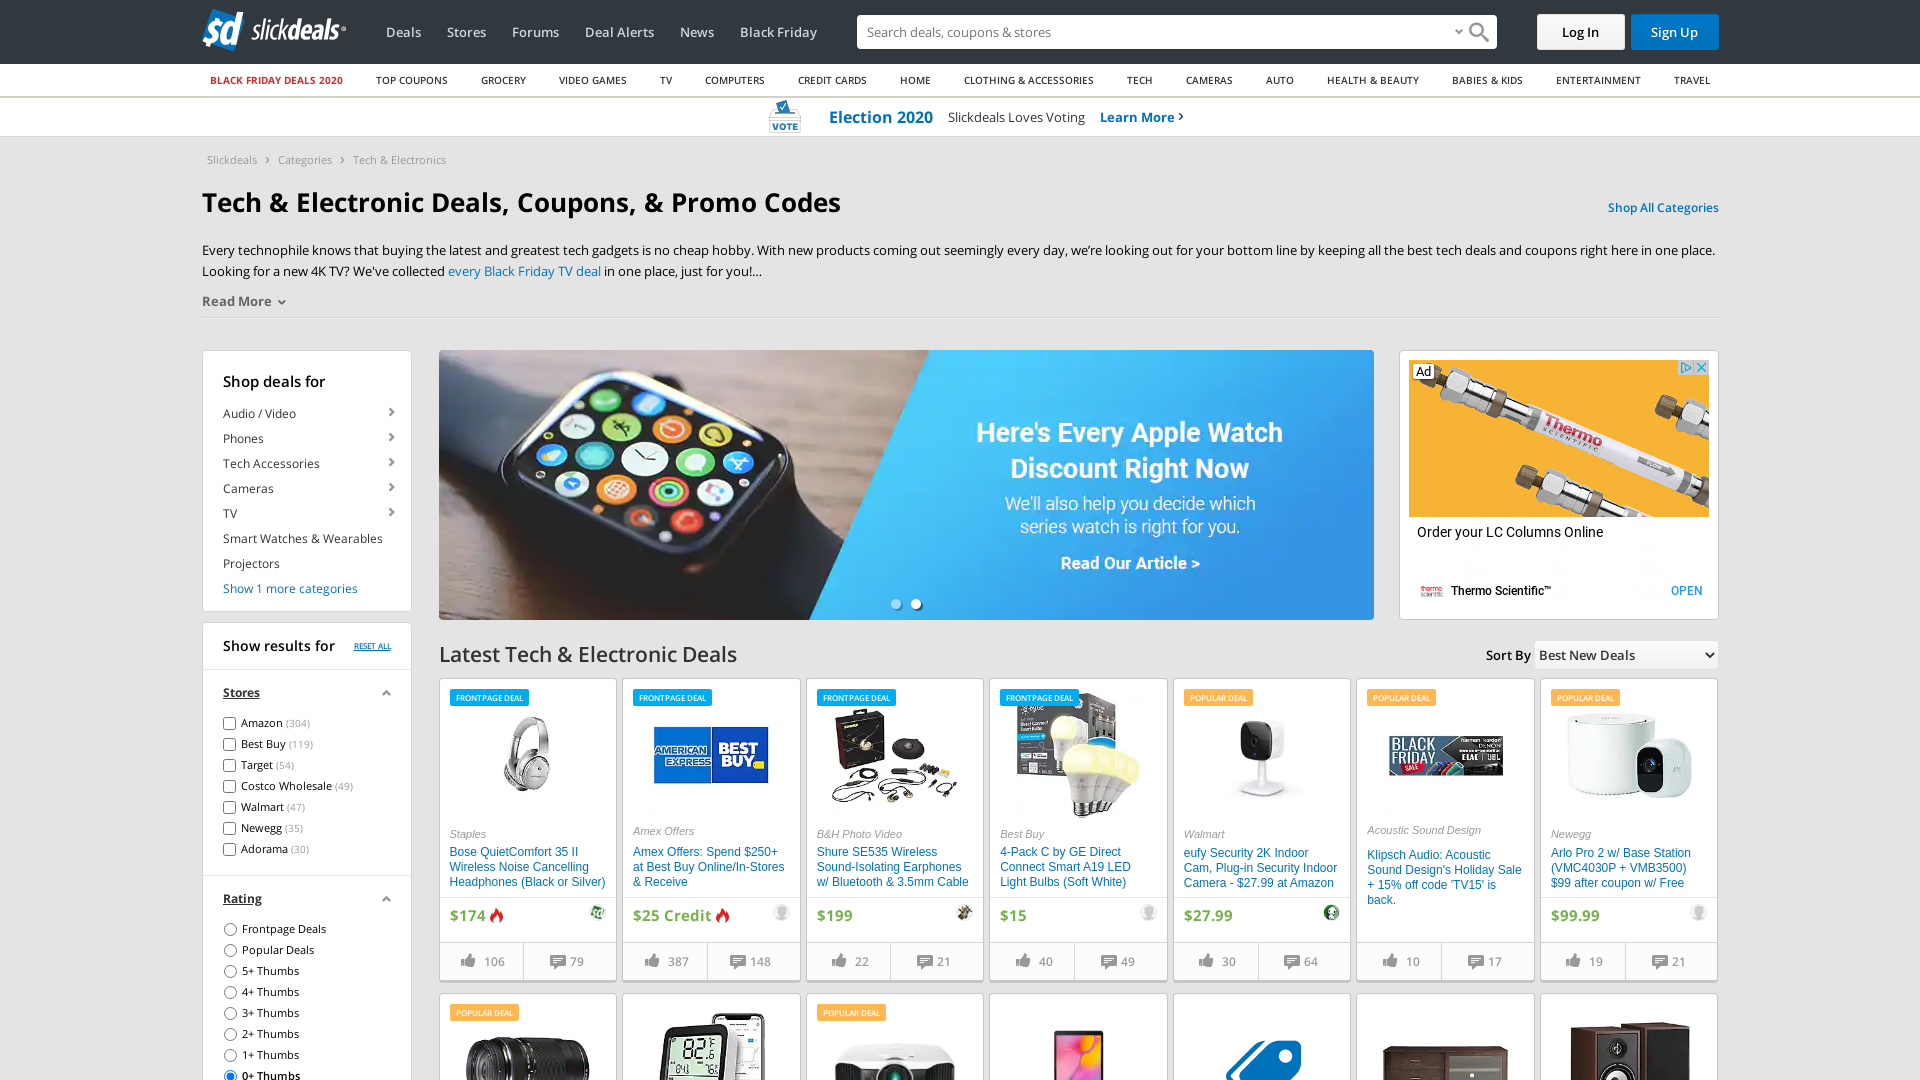 slickdeals
Deals
Stores
Forums
Deal Alerts
News
Black Friday
Search deals, coupons & stores
Log In
Sign Up
BLACK FRIDAY DEALS 2020
TOP COUPONS
GROCERY
VIDEO GAMES
TV
COMPUTERS
CREDIT CARDS
HOME
CLOTHING & ACCESSORIES
TECH
CAMERAS
AUTO
HEALTH & BEAUTY
BABIES & KIDS
ENTERTAINMENT
TRAVEL
VOTE
Election 2020
Slickdeals Loves Voting
Learn More
Slickdeals
Categories
Tech & Electronics
Tech & Electronic Deals, Coupons, & Promo Codes
Shop All Categories
Every technophile knows that buying the latest and greatest tech gadgets is no cheap hobby. With new products coming out seemingly every day, we’re looking out for your bottom line by keeping all the best tech deals and coupons right here in one place.
Looking for a new 4K TV? We've collected every Black Friday TV deal in one place, just for you!...
Read More
Shop deals for
Audio / Video
Phones
Tech Accessories
Cameras
TV
Smart Watches & Wearables
Projectors
Show 1 more categories
Show results for
RESET ALL
Stores
Amazon (304)
Best Buy (119)
Target (54)
Costco Wholesale (49)
Walmart (47)
Newegg (35)
Adorama (30)
Rating
Frontpage Deals
Popular Deals
5+ Thumbs
4+ Thumbs
3+ Thumbs
2+ Thumbs
1+ Thumbs
0+ Thumbs
Here's Every Apple Watch
Discount Right Now
We'll also help you decide which
series watch is right for you.
Read Our Article >
Ad
Thermo
SCIENTIFIC
FLOW
Order your LC Columns Online
thermo
scientific
Thermo Scientific™
OPEN
Latest Tech & Electronic Deals
Sort By
Best New Deals
FRONTPAGE DEAL
Staples
Bose QuietComfort 35 II
Wireless Noise Cancelling
Headphones (Black or Silver)
$174
106
79
FRONTPAGE DEAL
AMERICAN
EXPRESS
BEST
BUY
Amex Offers
Amex Offers: Spend $250+
at Best Buy Online/In-Stores
& Receive
$25 Credit
387
148
FRONTPAGE DEAL
B&H Photo Video
Shure SE535 Wireless
Sound-Isolating Earphones
w/ Bluetooth & 3.5mm Cable
$199
22
21
FRONTPAGE DEAL
Best Buy
4-Pack C by GE Direct
Connect Smart A19 LED
Light Bulbs (Soft White)
$15
40
49
POPULAR DEAL
Walmart
eufy Security 2K Indoor
Cam, Plug-in Security Indoor
Camera - $27.99 at Amazon
$27.99
30
64
POPULAR DEAL
BLACK
FRIDAY
SALE
harman/kardon
DENON
marantz
ELAC
JBL
Acoustic Sound Design
Klipsch Audio: Acoustic
Sound Design's Holiday Sale
+ 15% off code 'TV15' is
back.
10
17
POPULAR DEAL
Newegg
Arlo Pro 2 w/ Base Station
(VMC4030P + VMB3500)
$99 after coupon w/ Free
$99.99
19
21
POPULAR DEAL
POPULAR DEAL